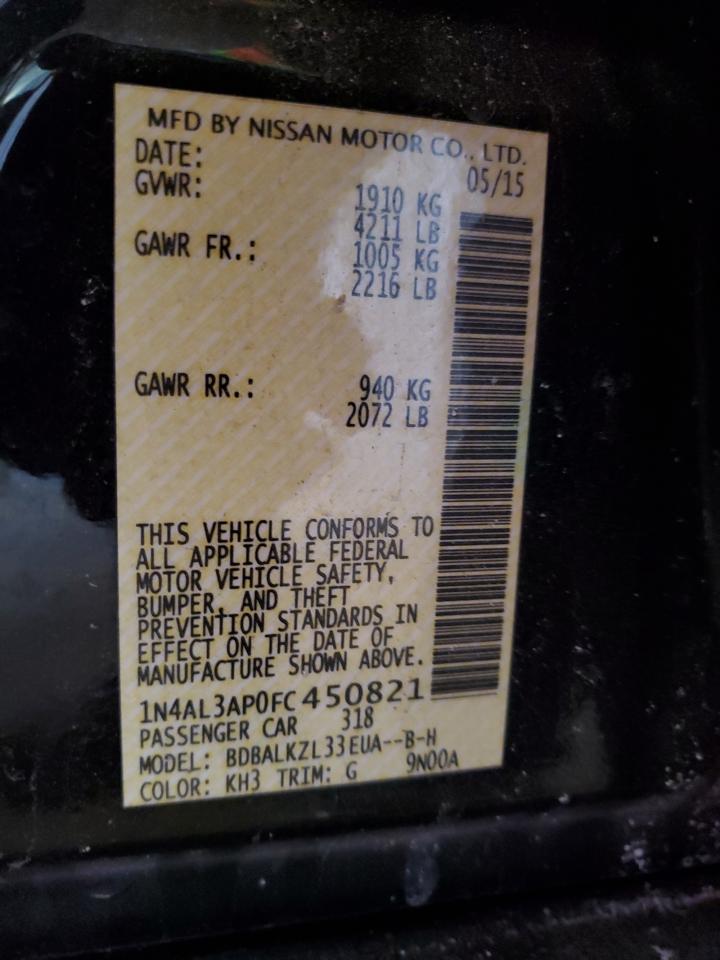 MFD BY NISSAN MOTOR CO., LTD.
DATE: 05/15
GVWR: 1910 KG
4211 LB
GAWR FR.: 1005 KG
2216 LB
GAWR RR.: 940 KG
2072 LB
THIS VEHICLE CONFORMS TO
ALL APPLICABLE FEDERAL
MOTOR VEHICLE SAFETY,
BUMPER, AND THEFT
PREVENTION STANDARDS IN
EFFECT ON THE DATE OF
MANUFACTURE SHOWN ABOVE.
1N4AL3AP0FC450821
PASSENGER CAR 318
MODEL: BDBALKZL33EUA--B-H
COLOR: KH3 TRIM: G 9N00A